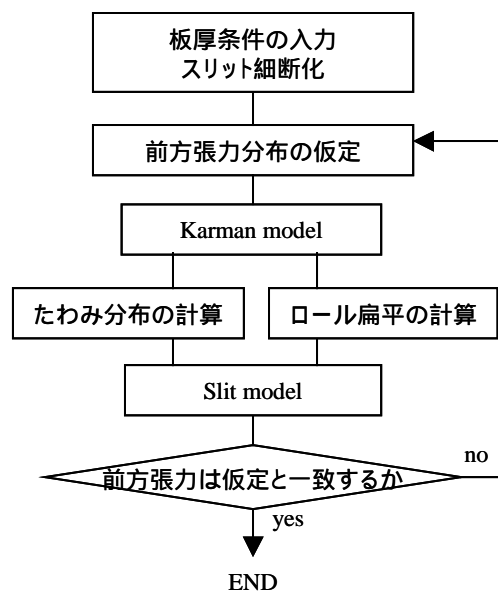 板厚条件の入力
スリット細断化
前方張力分布の仮定
Karman model
たわみ分布の計算
ロール扁平の計算
Slit model
前方張力は仮定と一致するか
no
yes
END